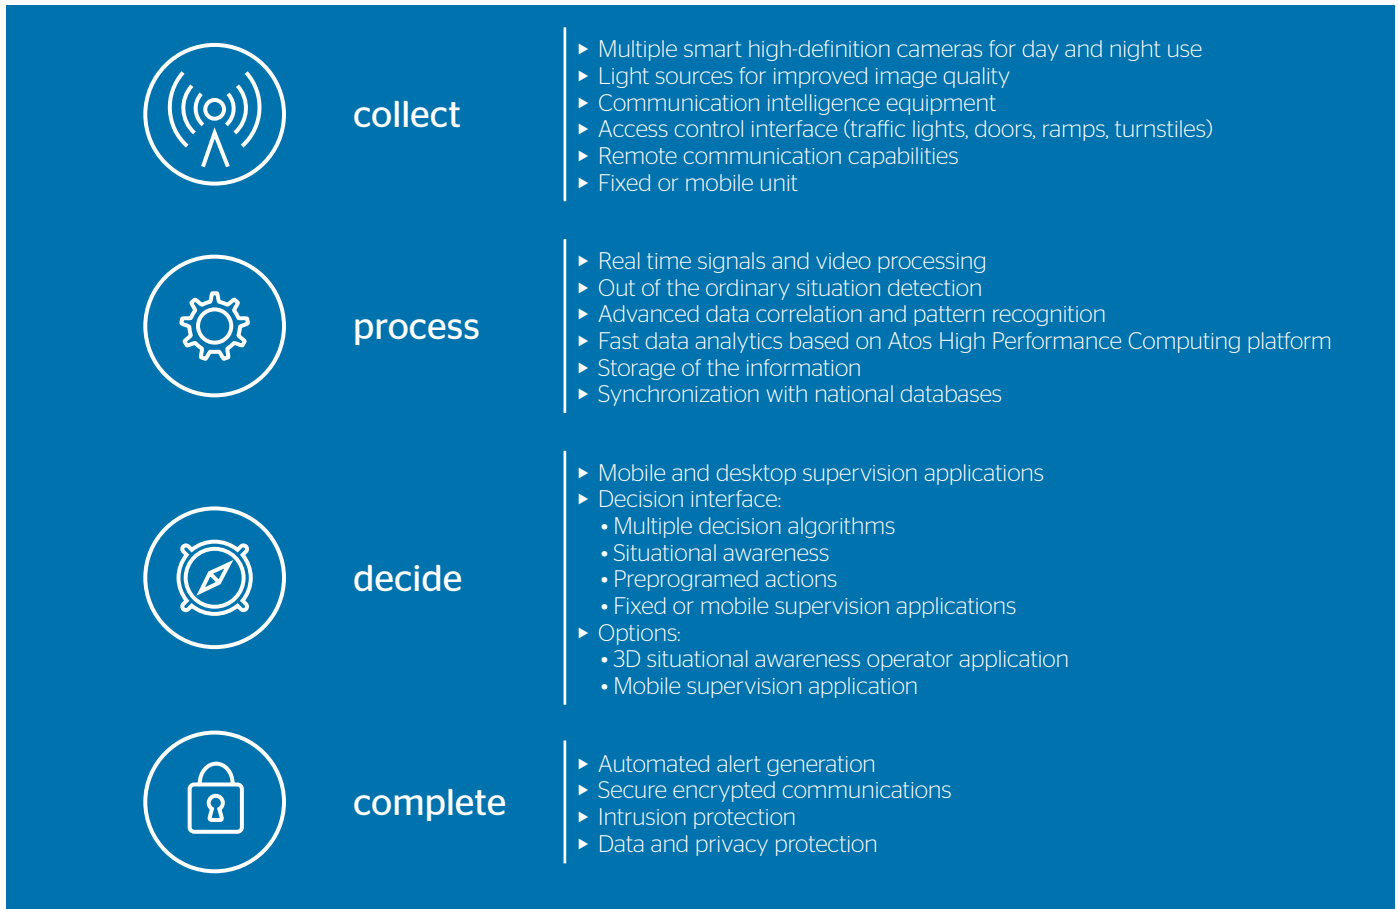 collect
▸ Multiple smart high-definition cameras for day and night use
▸ Light sources for improved image quality
▸ Communication intelligence equipment
▸ Access control interface (traffic lights, doors, ramps, turnstiles)
▸ Remote communication capabilities
▸ Fixed or mobile unit
process
▸ Real time signals and video processing
▸ Out of the ordinary situation detection
▸ Advanced data correlation and pattern recognition
▸ Fast data analytics based on Atos High Performance Computing platform
▸ Storage of the information
▸ Synchronization with national databases
decide
▸ Mobile and desktop supervision applications
▸ Decision interface:
• Multiple decision algorithms
• Situational awareness
• Preprogramed actions
• Fixed or mobile supervision applications
▸ Options:
• 3D situational awareness operator application
• Mobile supervision application
complete
▸ Automated alert generation
▸ Secure encrypted communications
▸ Intrusion protection
▸ Data and privacy protection